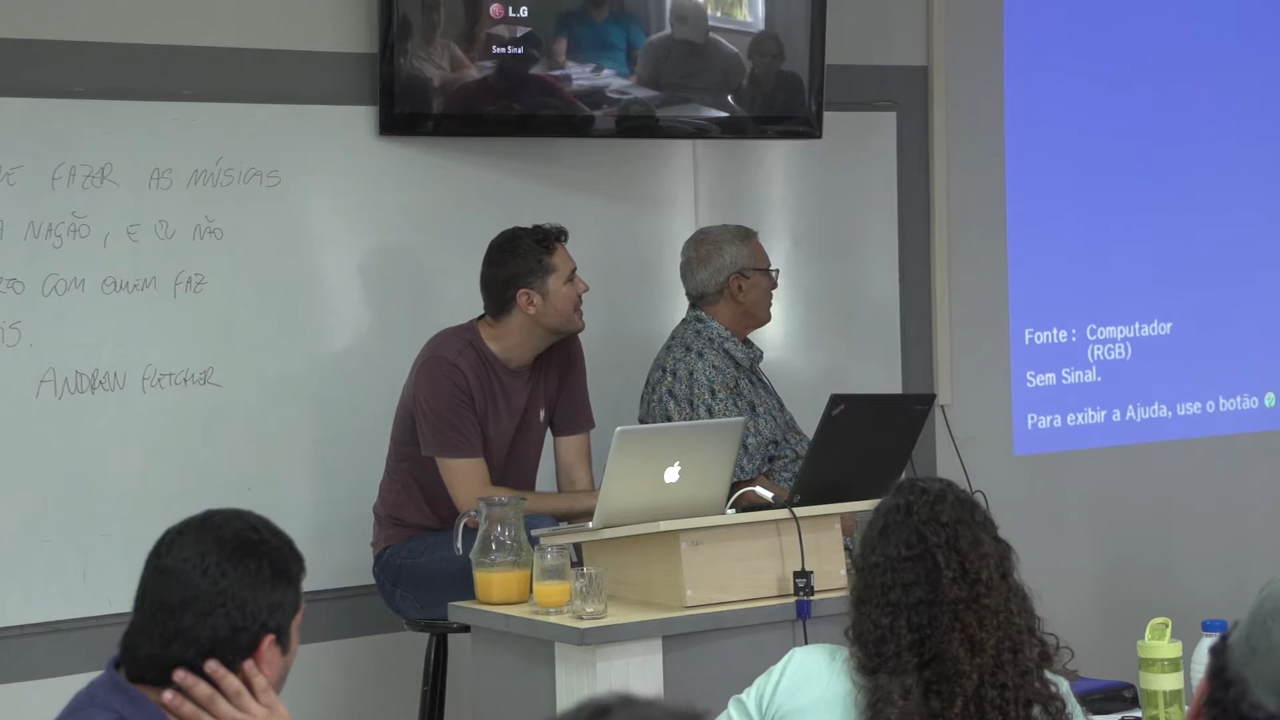 L.G
Sem Sinal
E FAZER AS MÚSICAS
A NAÇÃO, E EU NÃO
COM QUEM FAZ
IS.
ANDREW FLETCHER
Fonte: Computador
(RGB)
Sem Sinal.
Para exibir a Ajuda, use o botão ?